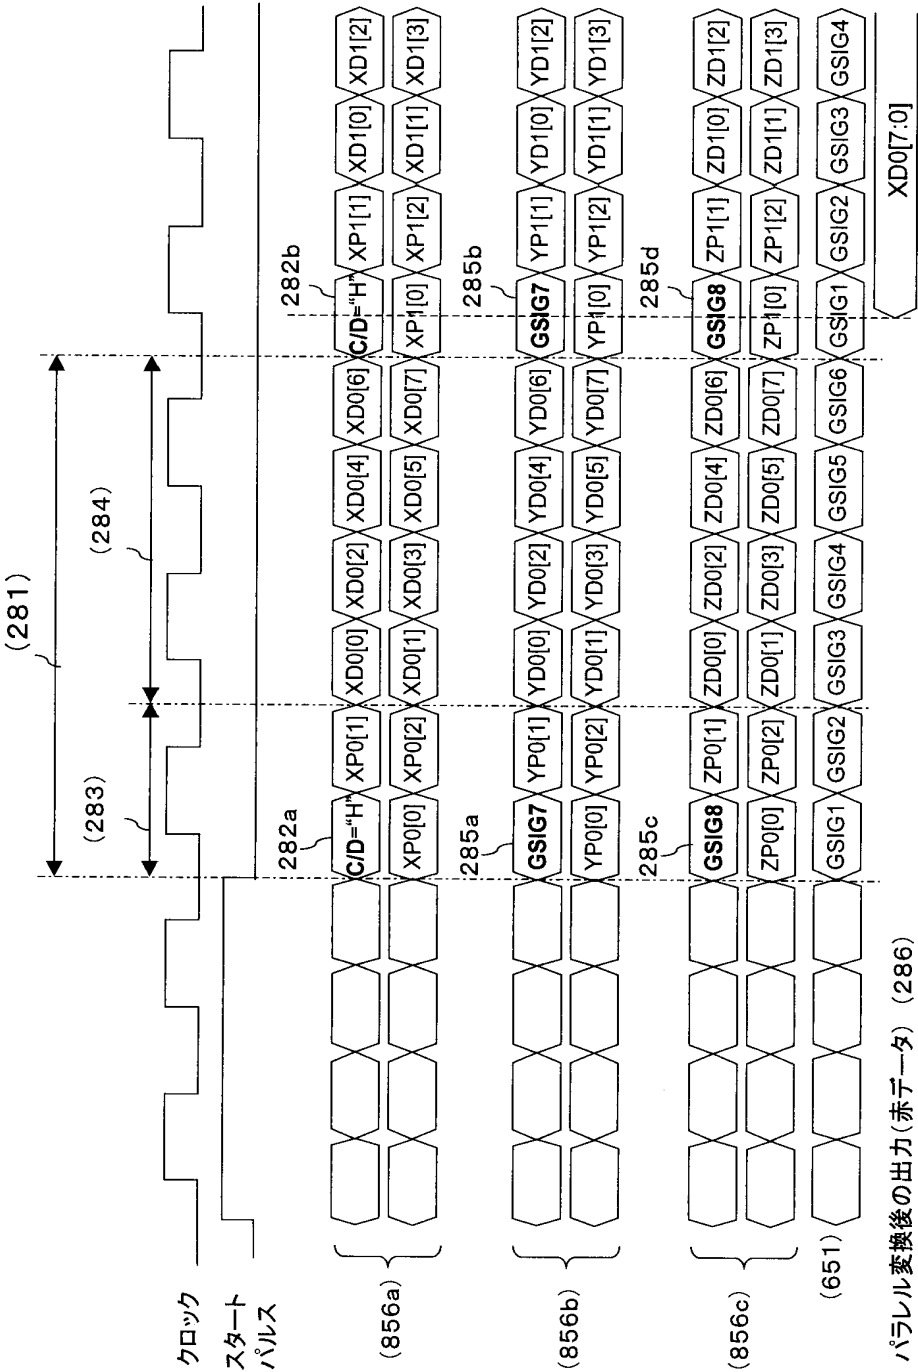 (281)
(283)
(284)
クロック
スタート
パルス
282a
282b
(856a)
C/D="H" XP0[1] XD0[0] XD0[2] XD0[4] XD0[6] C/D="H" XP1[1] XD1[0] XD1[2]
XP0[0] XP0[2] XD0[1] XD0[3] XD0[5] XD0[7] XP1[0] XP1[2] XD1[1] XD1[3]
285a
285b
(856b)
GSIG7 YP0[1] YD0[0] YD0[2] YD0[4] YD0[6] GSIG7 YP1[1] YD1[0] YD1[2]
YP0[0] YP0[2] YD0[1] YD0[3] YD0[5] YD0[7] YP1[0] YP1[2] YD1[1] YD1[3]
285c
285d
(856c)
GSIG8 ZP0[1] ZD0[0] ZD0[2] ZD0[4] ZD0[6] GSIG8 ZP1[1] ZD1[0] ZD1[2]
ZP0[0] ZP0[2] ZD0[1] ZD0[3] ZD0[5] ZD0[7] ZP1[0] ZP1[2] ZD1[1] ZD1[3]
(651) GSIG1 GSIG2 GSIG3 GSIG4 GSIG5 GSIG6 GSIG1 GSIG2 GSIG3 GSIG4
パラレル変換後の出力(赤データ) (286) XD0[7:0]